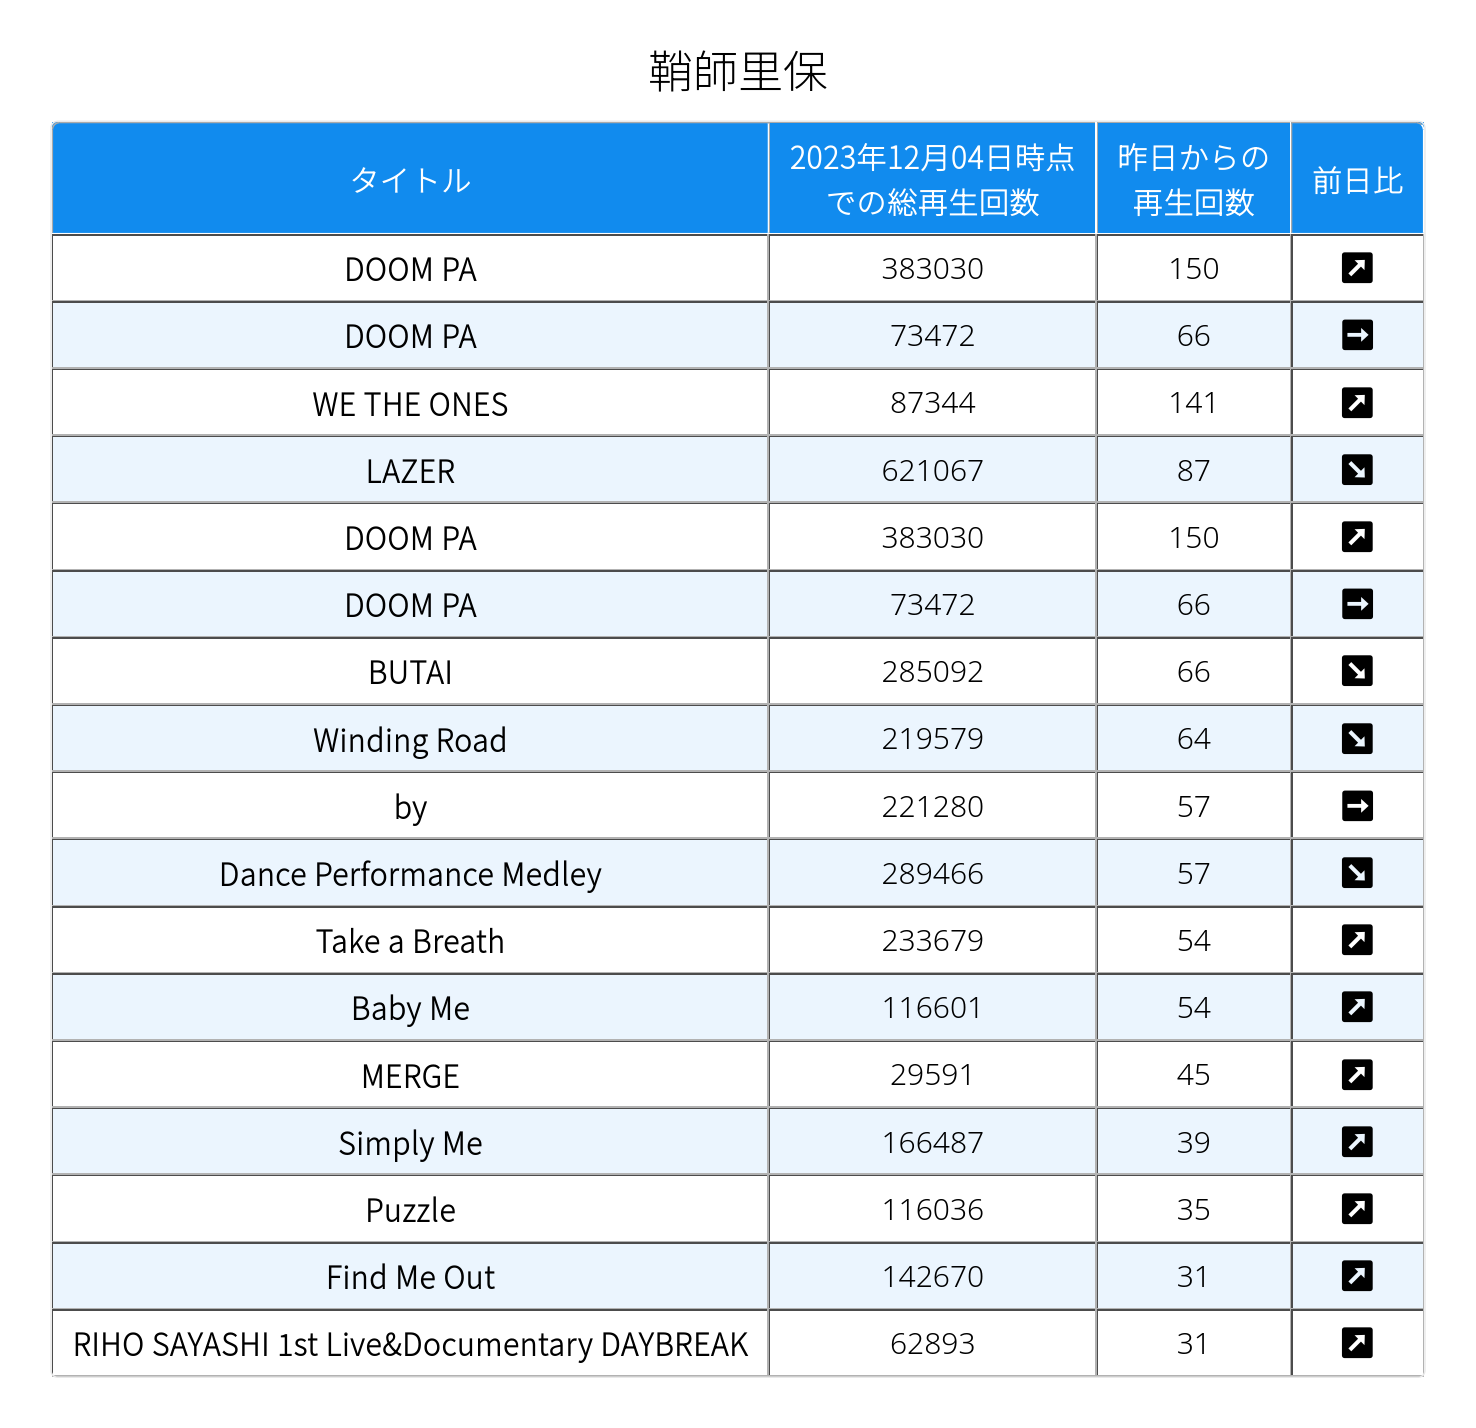 鞘師里保
タイトル 2023年12月04日時点での総再生回数 昨日からの再生回数 前日比
DOOM PA 383030 150 ↗
DOOM PA 73472 66 →
WE THE ONES 87344 141 ↗
LAZER 621067 87 ↘
DOOM PA 383030 150 ↗
DOOM PA 73472 66 →
BUTAI 285092 66 ↘
Winding Road 219579 64 ↘
by 221280 57 →
Dance Performance Medley 289466 57 ↘
Take a Breath 233679 54 ↗
Baby Me 116601 54 ↗
MERGE 29591 45 ↗
Simply Me 166487 39 ↗
Puzzle 116036 35 ↗
Find Me Out 142670 31 ↗
RIHO SAYASHI 1st Live&Documentary DAYBREAK 62893 31 ↗